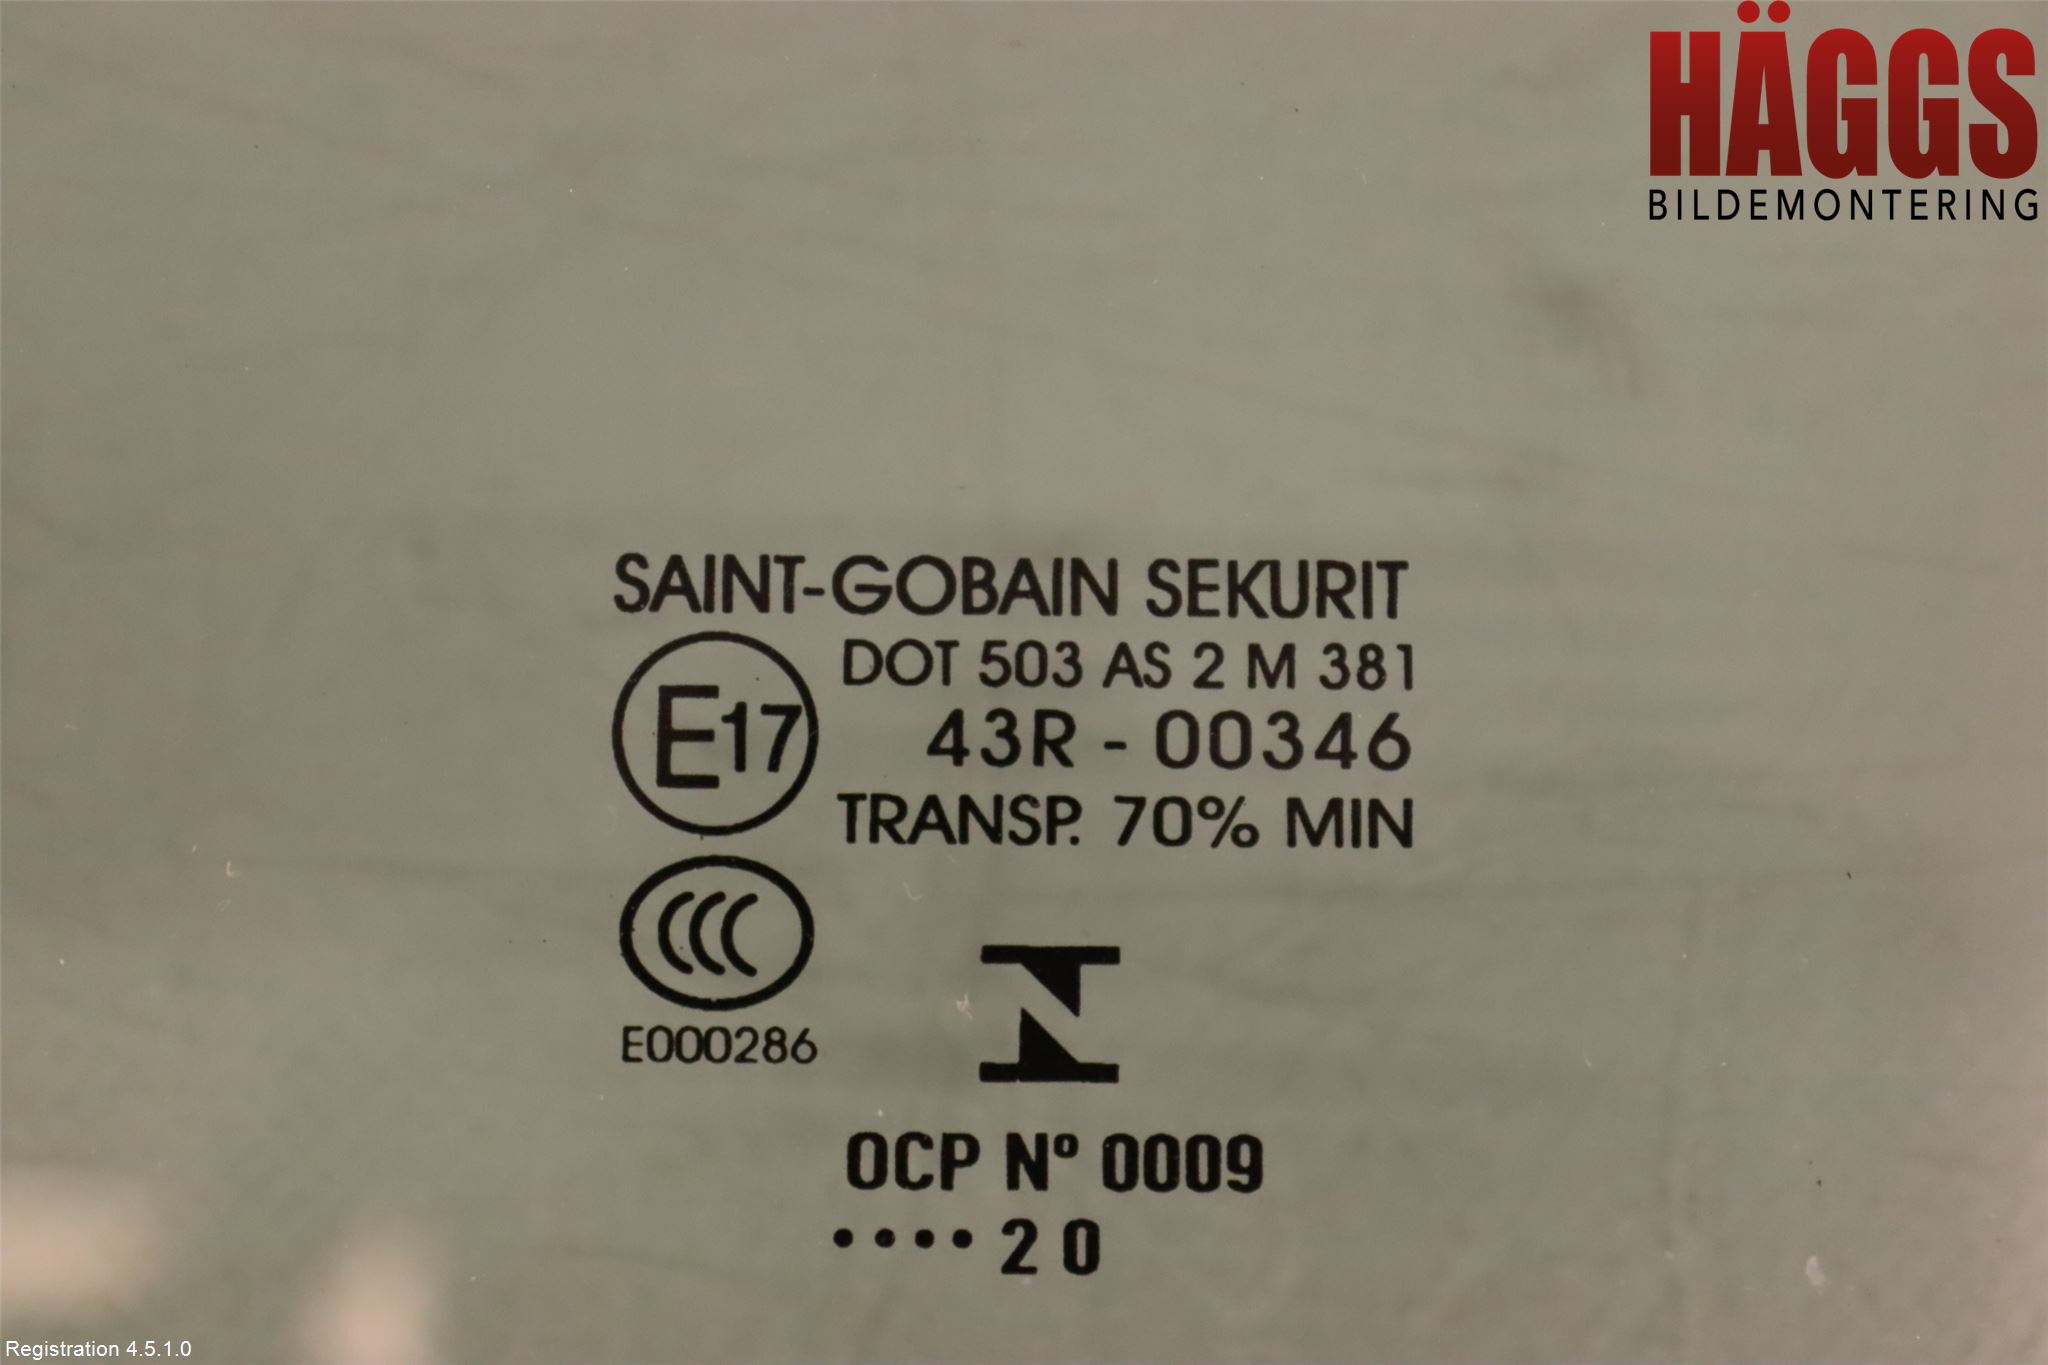 HÄGGS
BILDEMONTERING
SAINT-GOBAIN SEKURIT
DOT 503 AS 2 M 381
E17
43R - 00346
TRANSP. 70% MIN
CCC
E000286
N
OCP Nº 0009
····20
Registration 4.5.1.0